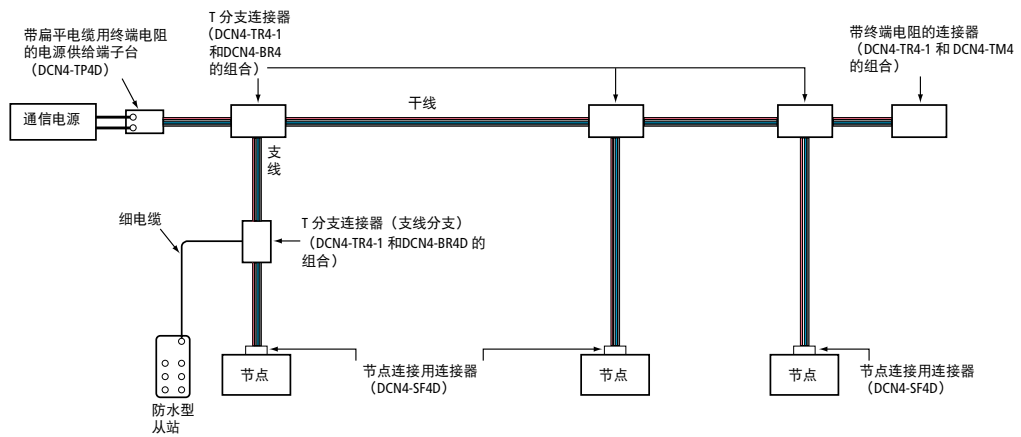 带扁平电缆用终端电阻
的电源供给端子台
（DCN4-TP4D）
T 分支连接器
（DCN4-TR4-1
和DCN4-BR4
的组合）
带终端电阻的连接器
（DCN4-TR4-1 和 DCN4-TM4
的组合）
通信电源
干线
支
线
细电缆
T 分支连接器（支线分支）
（DCN4-TR4-1 和DCN4-BR4D 的
组合）
节点
节点连接用连接器
（DCN4-SF4D）
节点
节点
节点连接用连接器
（DCN4-SF4D）
防水型
从站